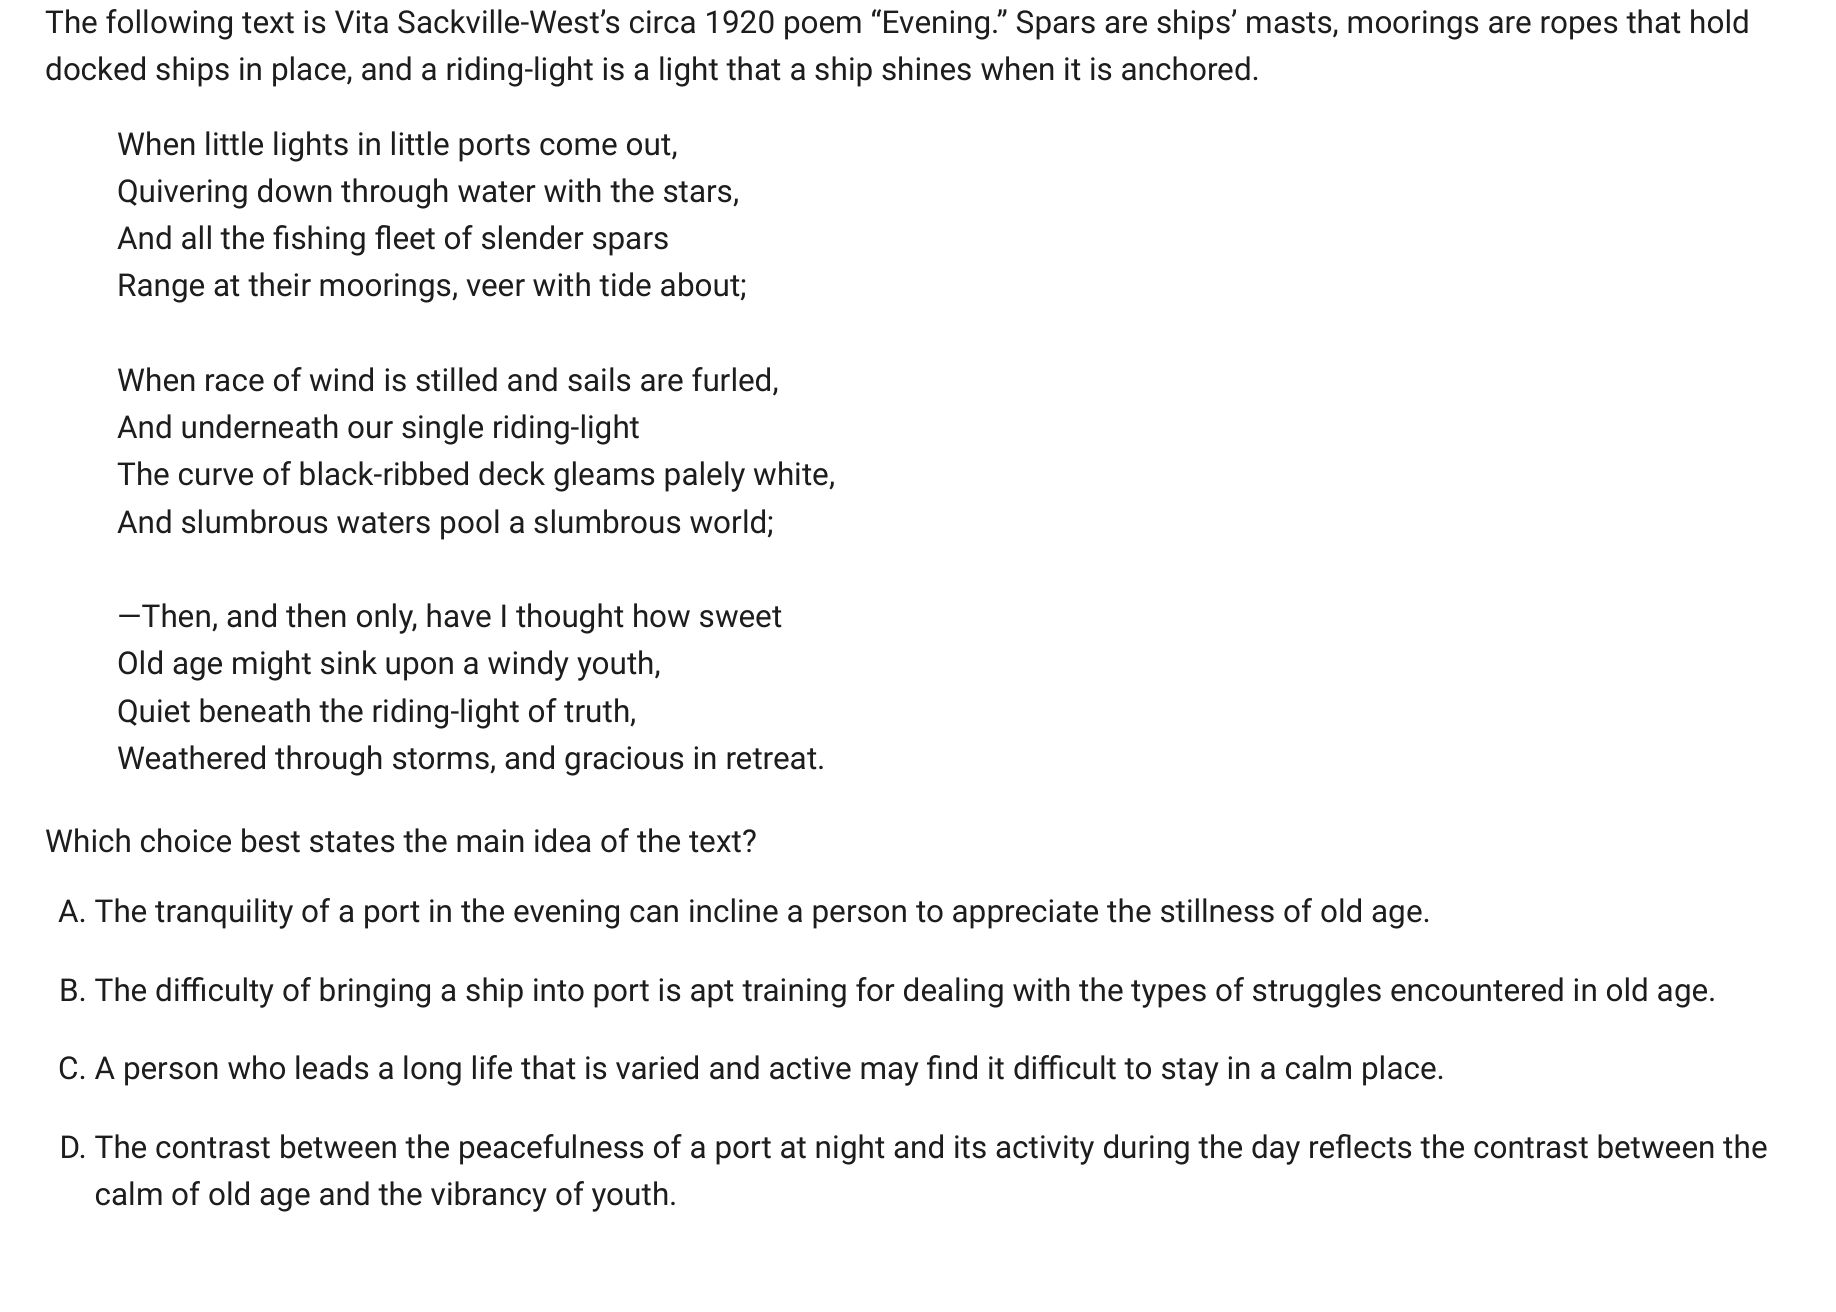 The following text is Vita Sackville-West’s circa 1920 poem “Evening.” Spars are ships’ masts, moorings are ropes that hold
docked ships in place, and a riding-light is a light that a ship shines when it is anchored.
When little lights in little ports come out,
Quivering down through water with the stars,
And all the fishing fleet of slender spars
Range at their moorings, veer with tide about;
When race of wind is stilled and sails are furled,
And underneath our single riding-light
The curve of black-ribbed deck gleams palely white,
And slumbrous waters pool a slumbrous world;
—Then, and then only, have I thought how sweet
Old age might sink upon a windy youth,
Quiet beneath the riding-light of truth,
Weathered through storms, and gracious in retreat.
Which choice best states the main idea of the text?
A. The tranquility of a port in the evening can incline a person to appreciate the stillness of old age.
B. The difficulty of bringing a ship into port is apt training for dealing with the types of struggles encountered in old age.
C. A person who leads a long life that is varied and active may find it difficult to stay in a calm place.
D. The contrast between the peacefulness of a port at night and its activity during the day reflects the contrast between the
calm of old age and the vibrancy of youth.